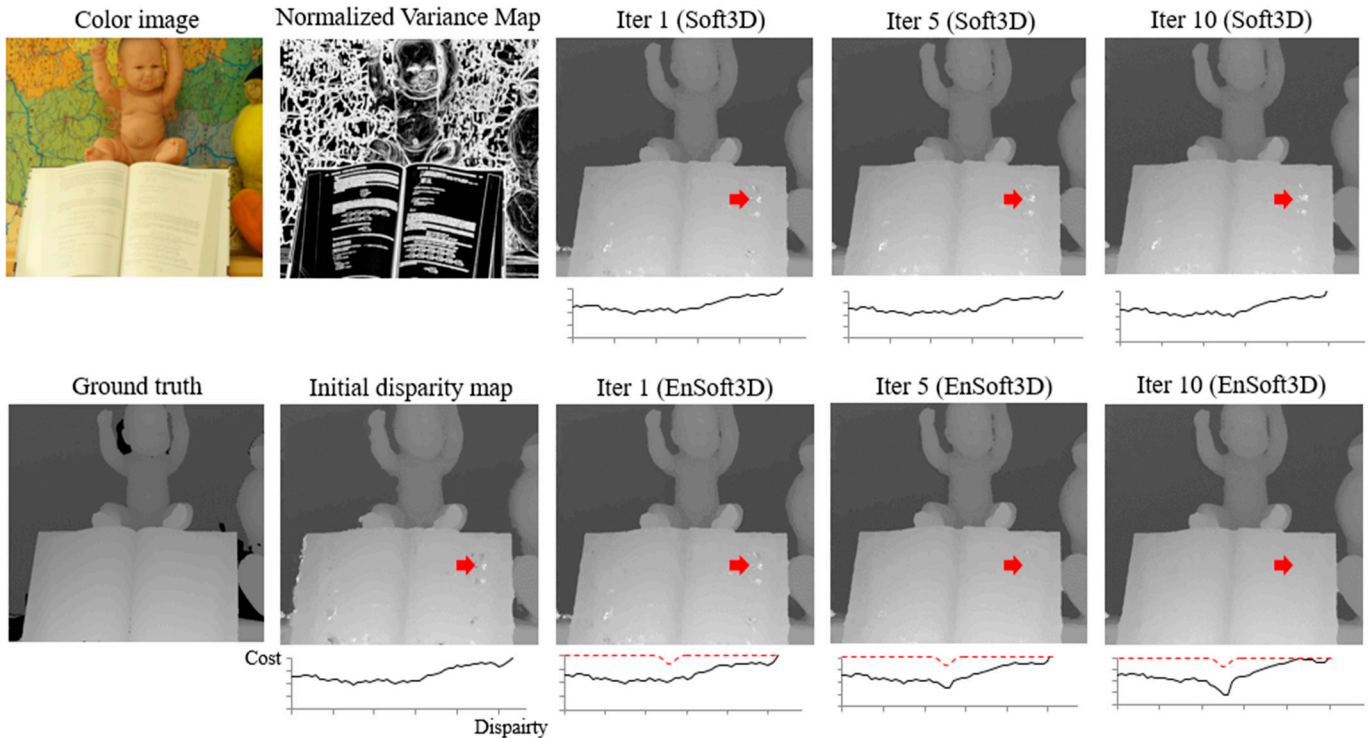 Color image
Normalized Variance Map
Iter 1 (Soft3D)
Iter 5 (Soft3D)
Iter 10 (Soft3D)
Ground truth
Initial disparity map
Iter 1 (EnSoft3D)
Iter 5 (EnSoft3D)
Iter 10 (EnSoft3D)
Cost
Dispairty